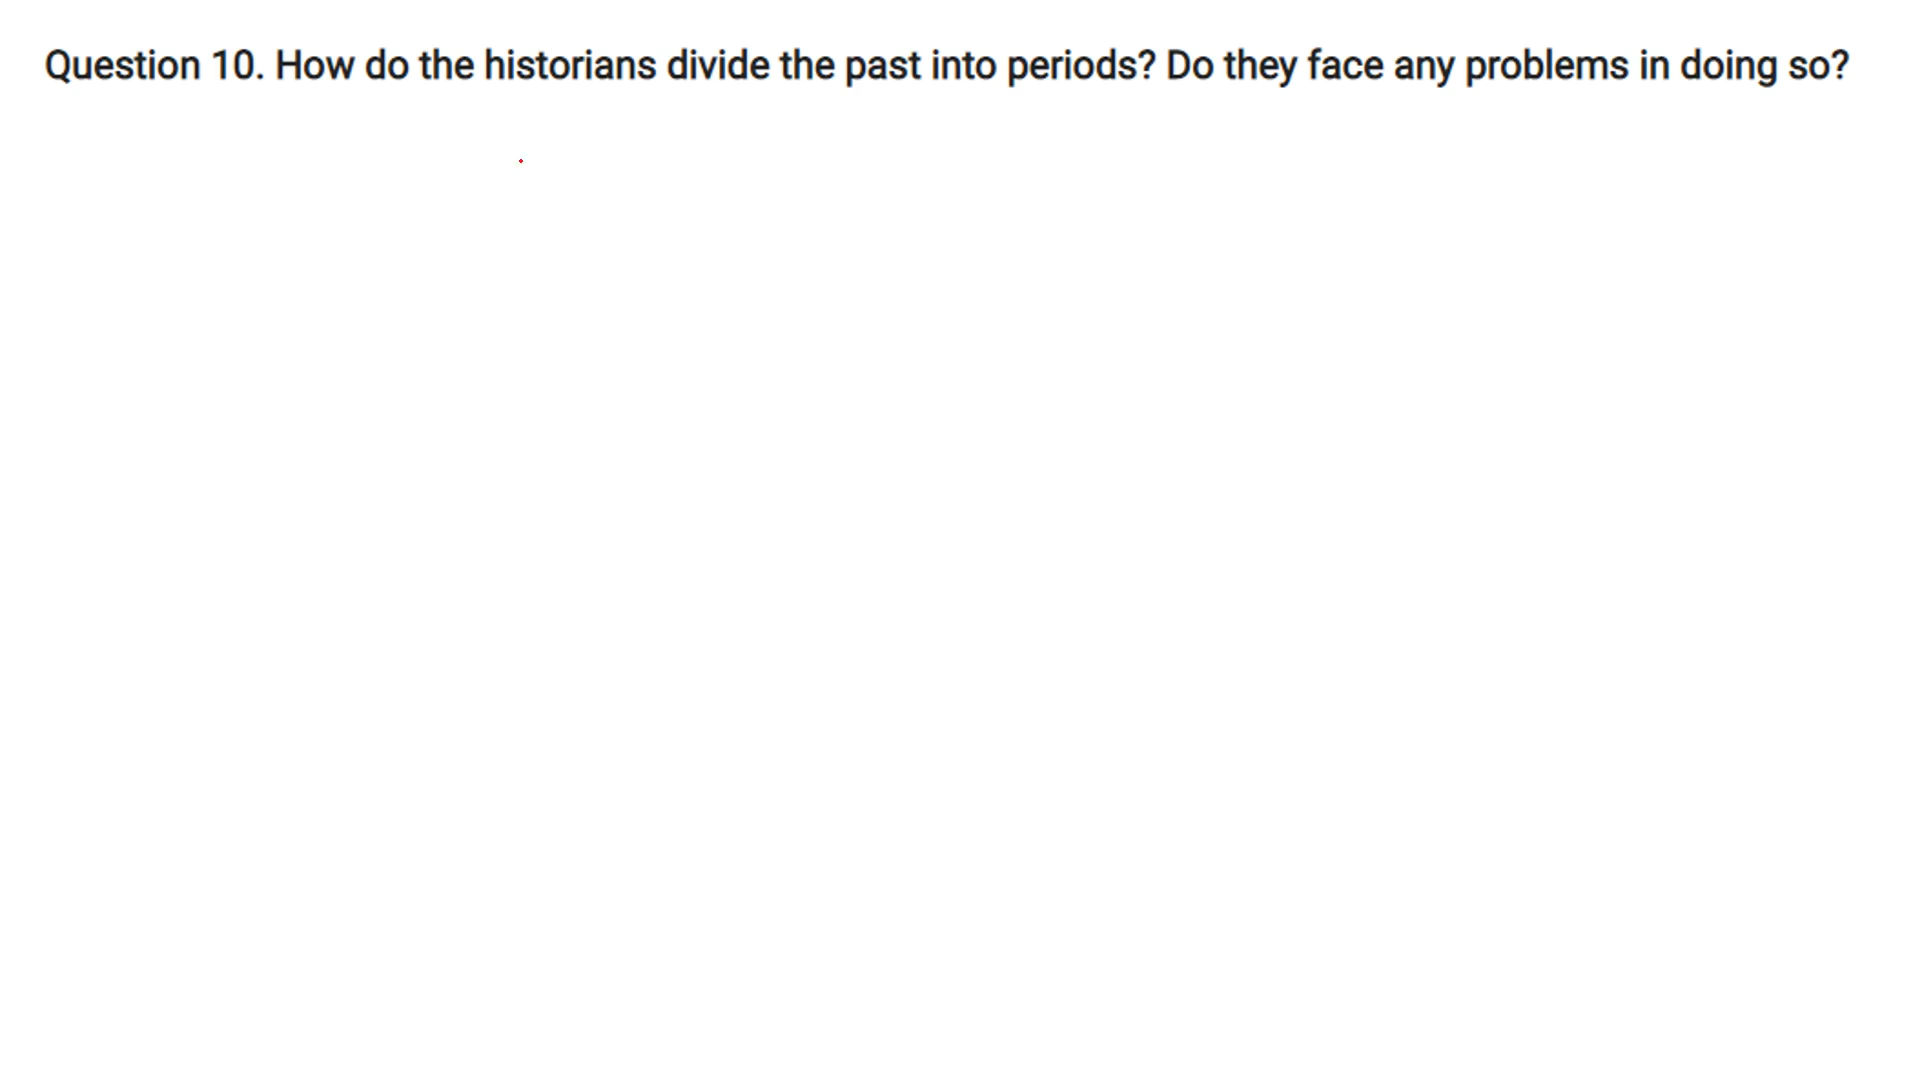 Question 10. How do the historians divide the past into periods? Do they face any problems in doing so?